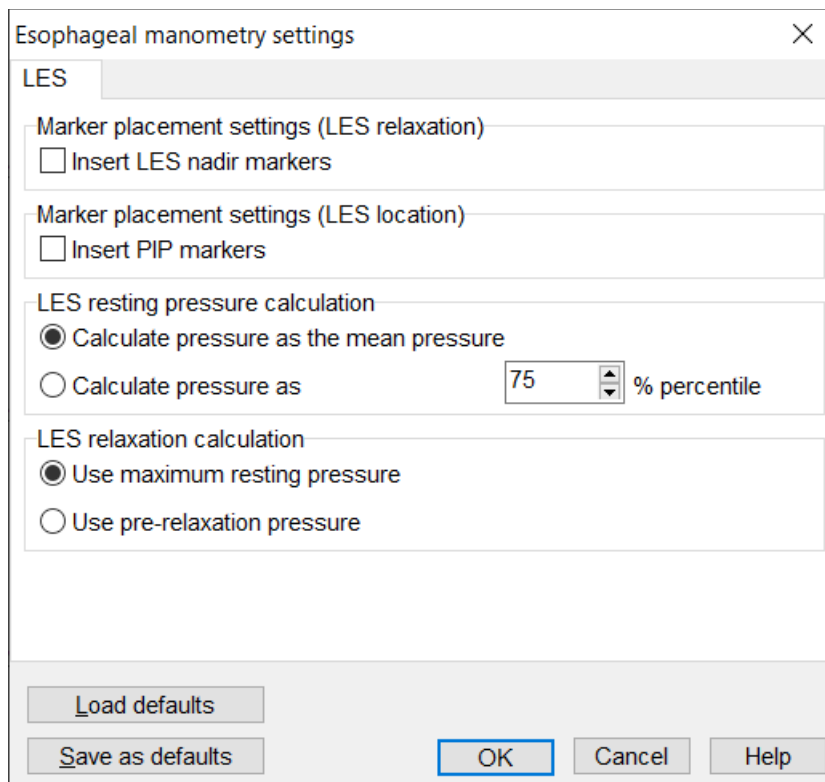 Esophageal manometry settings
LES
Marker placement settings (LES relaxation)
Insert LES nadir markers
Marker placement settings (LES location)
Insert PIP markers
LES resting pressure calculation
Calculate pressure as the mean pressure
Calculate pressure as 75 % percentile
LES relaxation calculation
Use maximum resting pressure
Use pre-relaxation pressure
Load defaults
Save as defaults OK Cancel Help